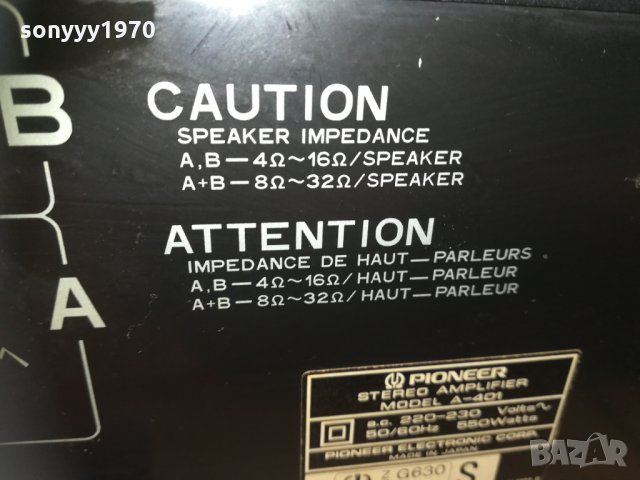 sonyyy1970
B
CAUTION
SPEAKER IMPEDANCE
A,B—4Ω~16Ω/SPEAKER
A+B—8Ω~32Ω/SPEAKER
ATTENTION
IMPEDANCE DE HAUT—PARLEURS
A,B—4Ω~16Ω/HAUT—PARLEUR
A+B—8Ω~32Ω/HAUT—PARLEUR
A
PIONEER
STEREO AMPLIFIER
MODEL A-401
a.c. 220-230 Volts~
50/60Hz 550Watts
PIONEER ELECTRONIC CORP.
MADE IN JAPAN
Z G630 S
BAZAR